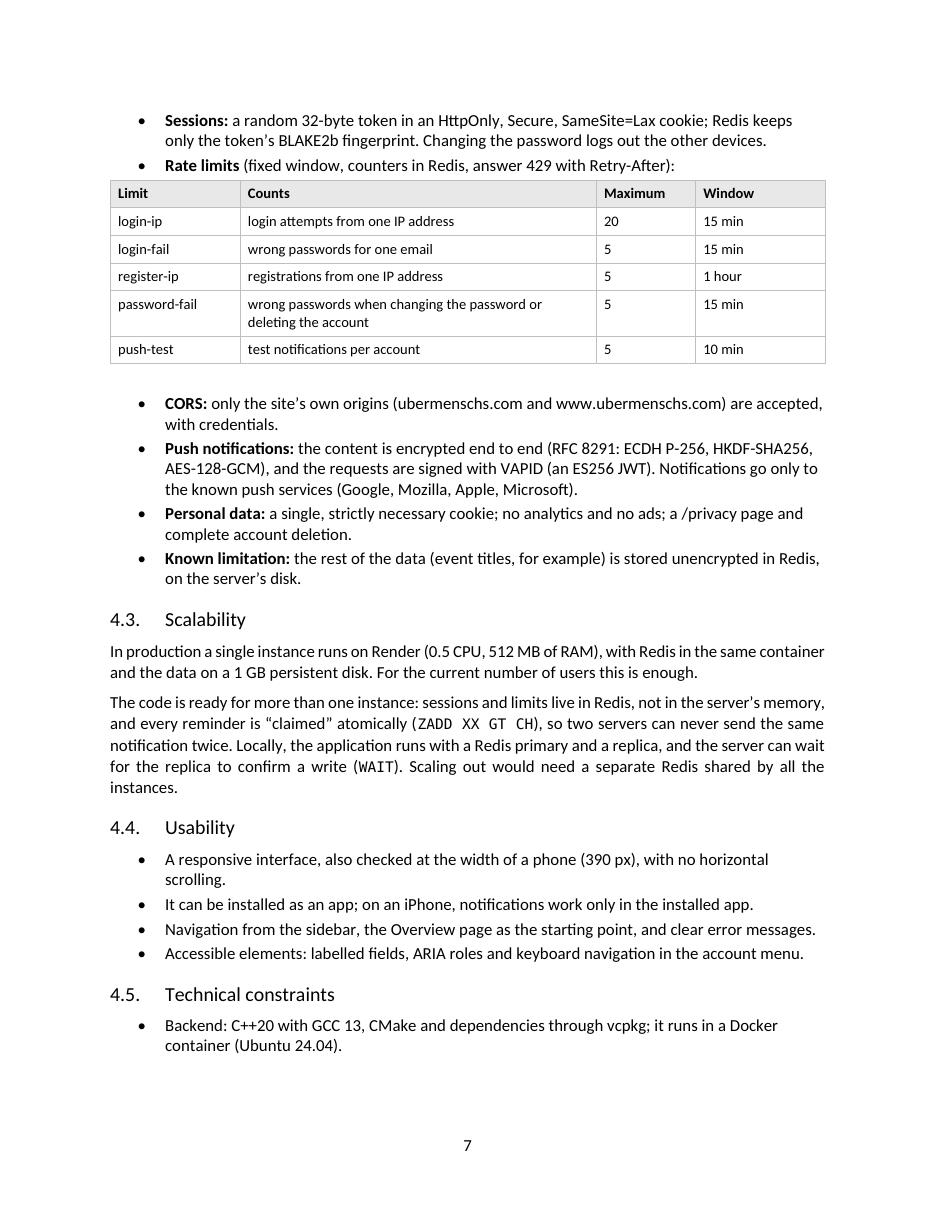 • Sessions: a random 32-byte token in an HttpOnly, Secure, SameSite=Lax cookie; Redis keeps
only the token's BLAKE2b fingerprint. Changing the password logs out the other devices.
• Rate limits (fixed window, counters in Redis, answer 429 with Retry-After):
Limit Counts Maximum Window
login-ip login attempts from one IP address 20 15 min
login-fail wrong passwords for one email 5 15 min
register-ip registrations from one IP address 5 1 hour
password-fail wrong passwords when changing the password or 5 15 min
deleting the account
push-test test notifications per account 5 10 min
• CORS: only the site's own origins (ubermenschs.com and www.ubermenschs.com) are accepted,
with credentials.
• Push notifications: the content is encrypted end to end (RFC 8291: ECDH P-256, HKDF-SHA256,
AES-128-GCM), and the requests are signed with VAPID (an ES256 JWT). Notifications go only to
the known push services (Google, Mozilla, Apple, Microsoft).
• Personal data: a single, strictly necessary cookie; no analytics and no ads; a /privacy page and
complete account deletion.
• Known limitation: the rest of the data (event titles, for example) is stored unencrypted in Redis,
on the server's disk.
4.3. Scalability
In production a single instance runs on Render (0.5 CPU, 512 MB of RAM), with Redis in the same container
and the data on a 1 GB persistent disk. For the current number of users this is enough.
The code is ready for more than one instance: sessions and limits live in Redis, not in the server's memory,
and every reminder is “claimed” atomically (ZADD XX GT CH), so two servers can never send the same
notification twice. Locally, the application runs with a Redis primary and a replica, and the server can wait
for the replica to confirm a write (WAIT). Scaling out would need a separate Redis shared by all the
instances.
4.4. Usability
• A responsive interface, also checked at the width of a phone (390 px), with no horizontal
scrolling.
• It can be installed as an app; on an iPhone, notifications work only in the installed app.
• Navigation from the sidebar, the Overview page as the starting point, and clear error messages.
• Accessible elements: labelled fields, ARIA roles and keyboard navigation in the account menu.
4.5. Technical constraints
• Backend: C++20 with GCC 13, CMake and dependencies through vcpkg; it runs in a Docker
container (Ubuntu 24.04).
7